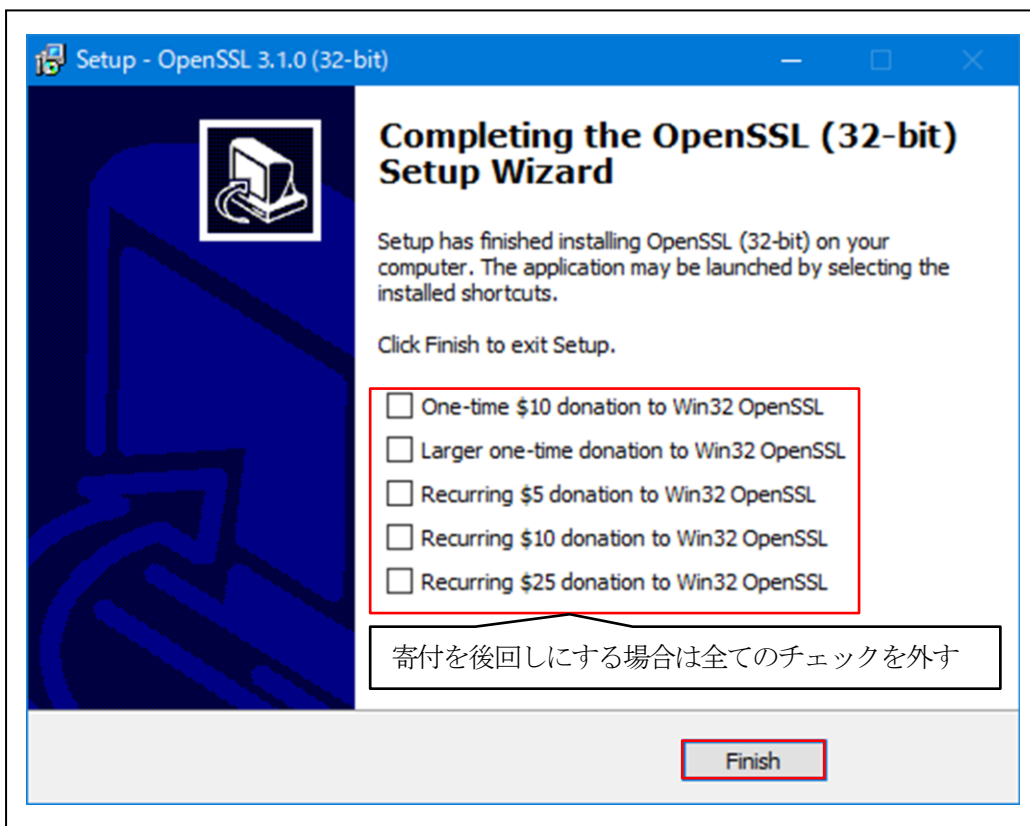 Setup - OpenSSL 3.1.0 (32-bit)
Completing the OpenSSL (32-bit)
Setup Wizard
Setup has finished installing OpenSSL (32-bit) on your
computer. The application may be launched by selecting the
installed shortcuts.
Click Finish to exit Setup.
One-time $10 donation to Win32 OpenSSL
Larger one-time donation to Win32 OpenSSL
Recurring $5 donation to Win32 OpenSSL
Recurring $10 donation to Win32 OpenSSL
Recurring $25 donation to Win32 OpenSSL
寄付を後回しにする場合は全てのチェックを外す
Finish